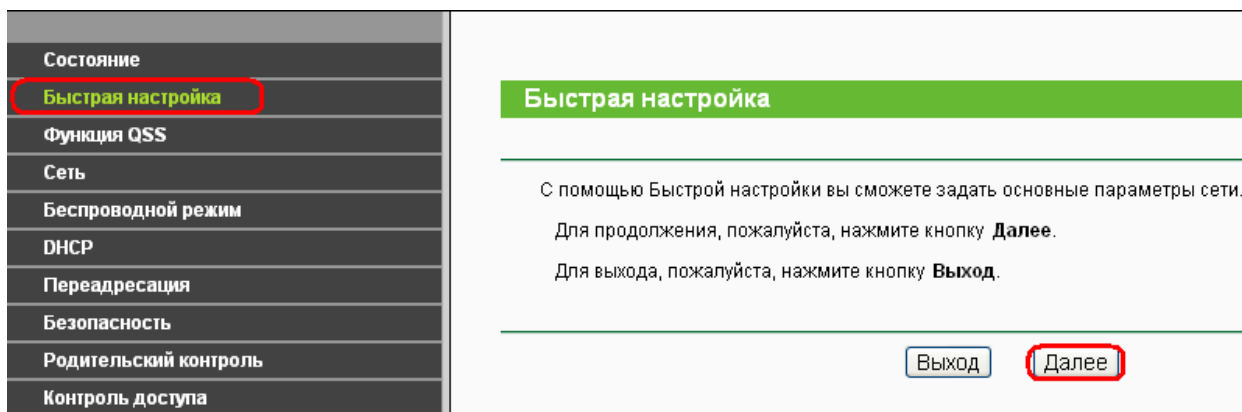 Состояние
Быстрая настройка
Функция QSS
Сеть
Беспроводной режим
DHCP
Переадресация
Безопасность
Родительский контроль
Контроль доступа
Быстрая настройка
С помощью Быстрой настройки вы сможете задать основные параметры сети.
Для продолжения, пожалуйста, нажмите кнопку Далее.
Для выхода, пожалуйста, нажмите кнопку Выход.
Выход Далее